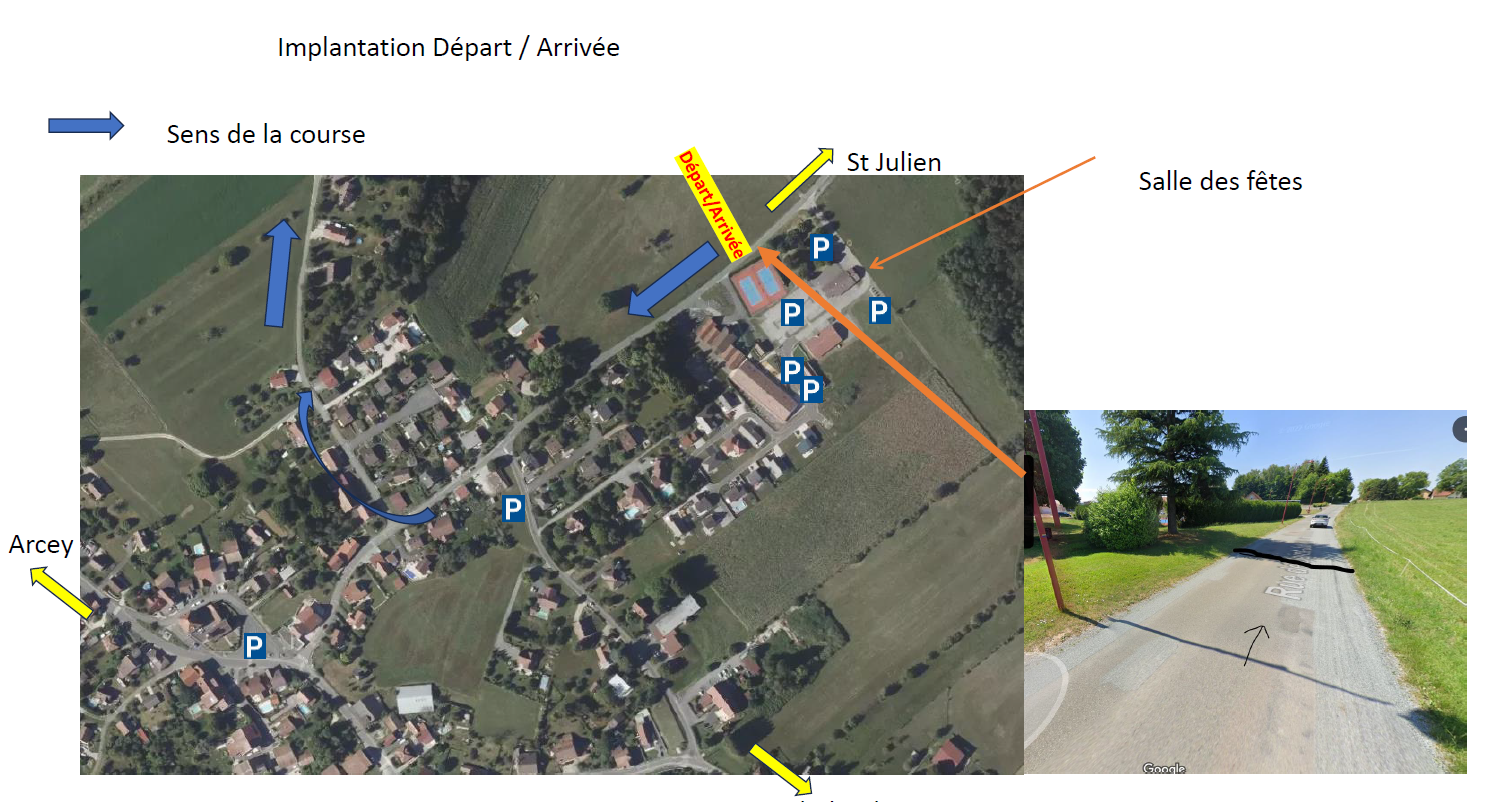 Implantation Départ / Arrivée
Sens de la course
St Julien
Départ/Arrivée
Salle des fêtes
P
P
P
P
P
P
Arcey
P
Google